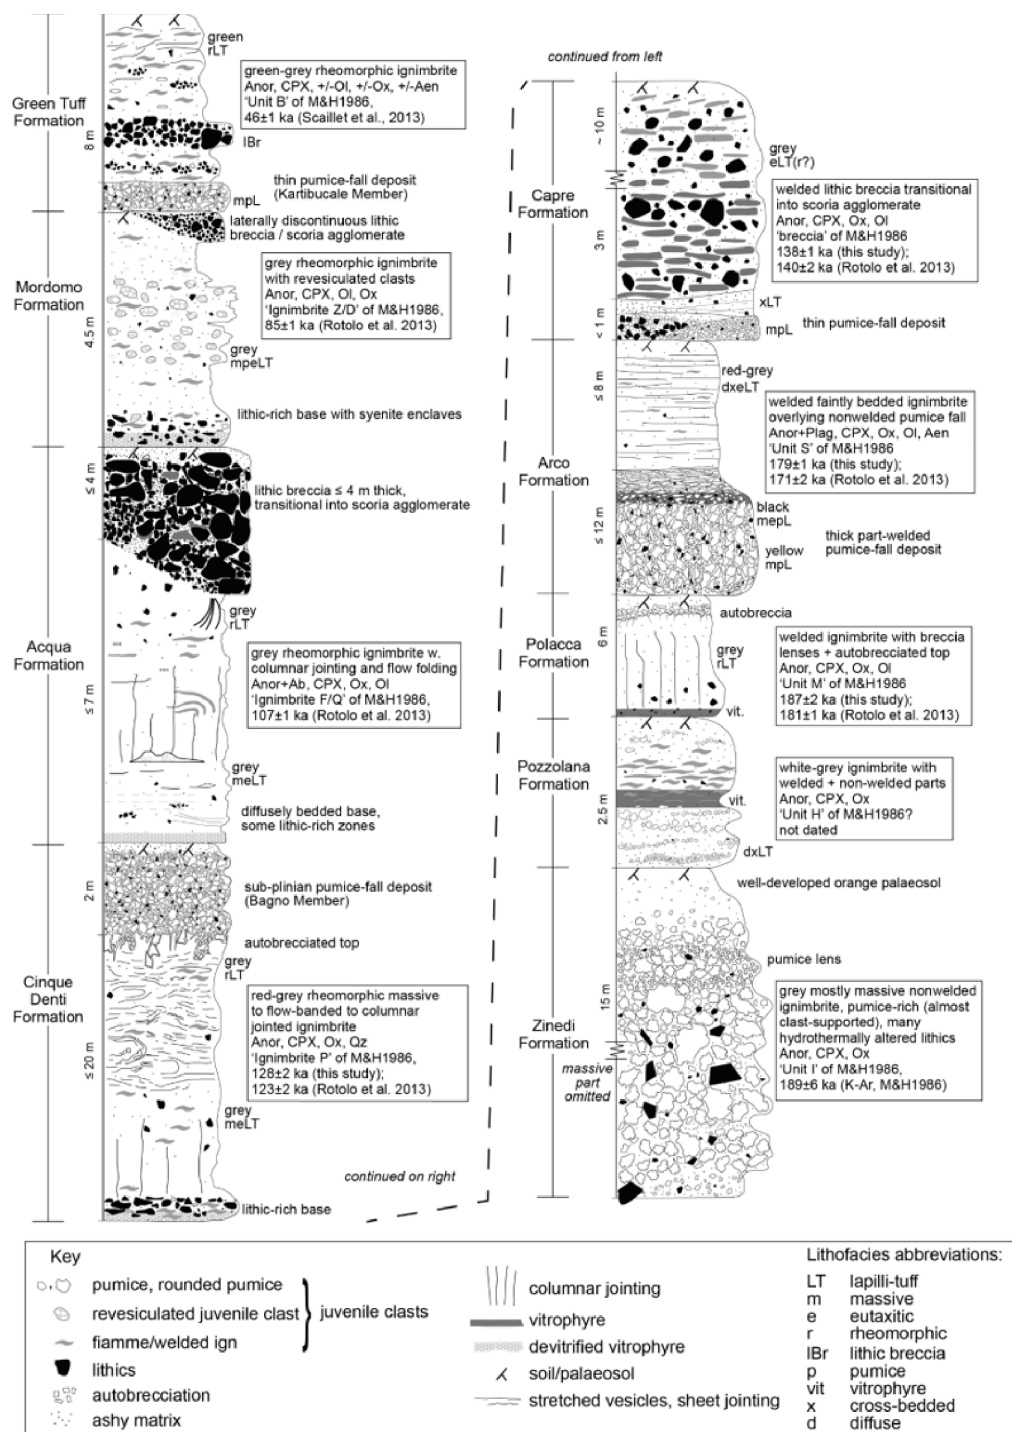 green
rLT
green-grey rheomorphic ignimbrite
Anor, CPX, +/-Ol, +/-Ox, +/-Aen
'Unit B' of M&H1986,
46±1 ka (Scaillet et al., 2013)
Green Tuff
Formation
8 m
lBr
thin pumice-fall deposit
(Kartibucale Member)
mpL
laterally discontinuous lithic
breccia / scoria agglomerate
grey rheomorphic ignimbrite
with revesiculated clasts
Anor, CPX, Ol, Ox
'Ignimbrite Z/D' of M&H1986,
85±1 ka (Rotolo et al. 2013)
Mordomo
Formation
4.5 m
grey
mpeLT
lithic-rich base with syenite enclaves
≤ 4 m
lithic breccia ≤ 4 m thick,
transitional into scoria agglomerate
grey
rLT
Acqua
Formation
grey rheomorphic ignimbrite w.
columnar jointing and flow folding
Anor+Ab, CPX, Ox, Ol
'Ignimbrite F/Q' of M&H1986,
107±1 ka (Rotolo et al. 2013)
≤ 7 m
grey
meLT
diffusely bedded base,
some lithic-rich zones
2 m
sub-plinian pumice-fall deposit
(Bagno Member)
autobrecciated top
grey
rLT
Cinque
Denti
Formation
red-grey rheomorphic massive
to flow-banded to columnar
jointed ignimbrite
Anor, CPX, Ox, Qz
'Ignimbrite P' of M&H1986,
128±2 ka (this study);
123±2 ka (Rotolo et al. 2013)
≤20 m
grey
meLT
continued on right
lithic-rich base
continued from left
~10 m
grey
eLT(r?)
Capre
Formation
welded lithic breccia transitional
into scoria agglomerate
Anor, CPX, Ox, Ol
'breccia' of M&H1986
138±1 ka (this study);
140±2 ka (Rotolo et al. 2013)
3 m
xLT
< 1 m
mpL
thin pumice-fall deposit
red-grey
dxeLT
≤ 8 m
welded faintly bedded ignimbrite
overlying nonwelded pumice fall
Anor+Plag, CPX, Ox, Ol, Aen
'Unit S' of M&H1986
179±1 ka (this study);
171±2 ka (Rotolo et al. 2013)
Arco
Formation
black
mepL
≤ 12 m
thick part-welded
pumice-fall deposit
yellow
mpL
autobreccia
Polacca
Formation
6 m
grey
rLT
welded ignimbrite with breccia
lenses + autobrecciated top
Anor, CPX, Ox, Ol
'Unit M' of M&H1986
187±2 ka (this study);
181±1 ka (Rotolo et al. 2013)
vit.
Pozzolana
Formation
white-grey ignimbrite with
welded + non-welded parts
Anor, CPX, Ox
'Unit H' of M&H1986?
not dated
vit.
2.5 m
dxLT
well-developed orange palaeosol
pumice lens
15 m
Zinedi
Formation
grey mostly massive nonwelded
ignimbrite, pumice-rich (almost
clast-supported), many
hydrothermally altered lithics
Anor, CPX, Ox
'Unit I' of M&H1986,
189±6 ka (K-Ar, M&H1986)
massive
part
omitted
Key
pumice, rounded pumice
revesiculated juvenile clast
fiamme/welded ign
juvenile clasts
lithics
autobrecciation
ashy matrix
columnar jointing
vitrophyre
devitrified vitrophyre
soil/palaeosol
stretched vesicles, sheet jointing
Lithofacies abbreviations:
LT lapilli-tuff
m massive
e eutaxitic
r rheomorphic
lBr lithic breccia
p pumice
vit vitrophyre
x cross-bedded
d diffuse